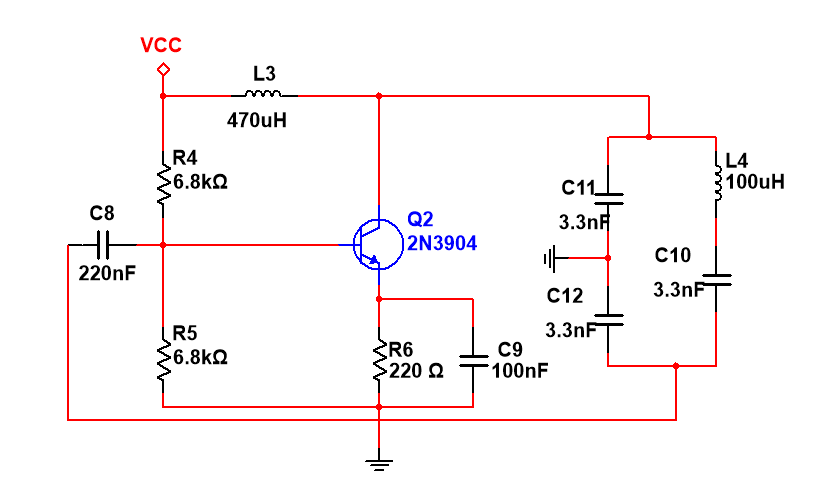 VCC
L3
470uH
R4
6.8kΩ
C8
220nF
Q2
2N3904
C11
3.3nF
L4
100uH
C10
3.3nF
C12
3.3nF
R5
6.8kΩ
R6
220 Ω
C9
100nF